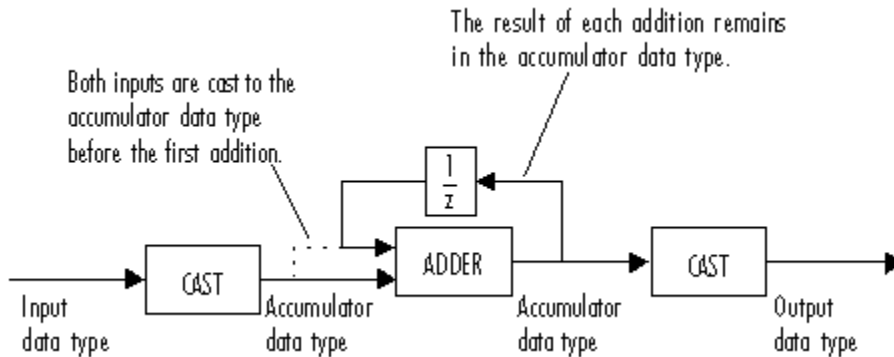 The result of each addition remains
in the accumulator data type.
Both inputs are cast to the
accumulator data type
before the first addition.
1
z
CAST
ADDER
CAST
Input
data type
Accumulator
data type
Accumulator
data type
Output
data type